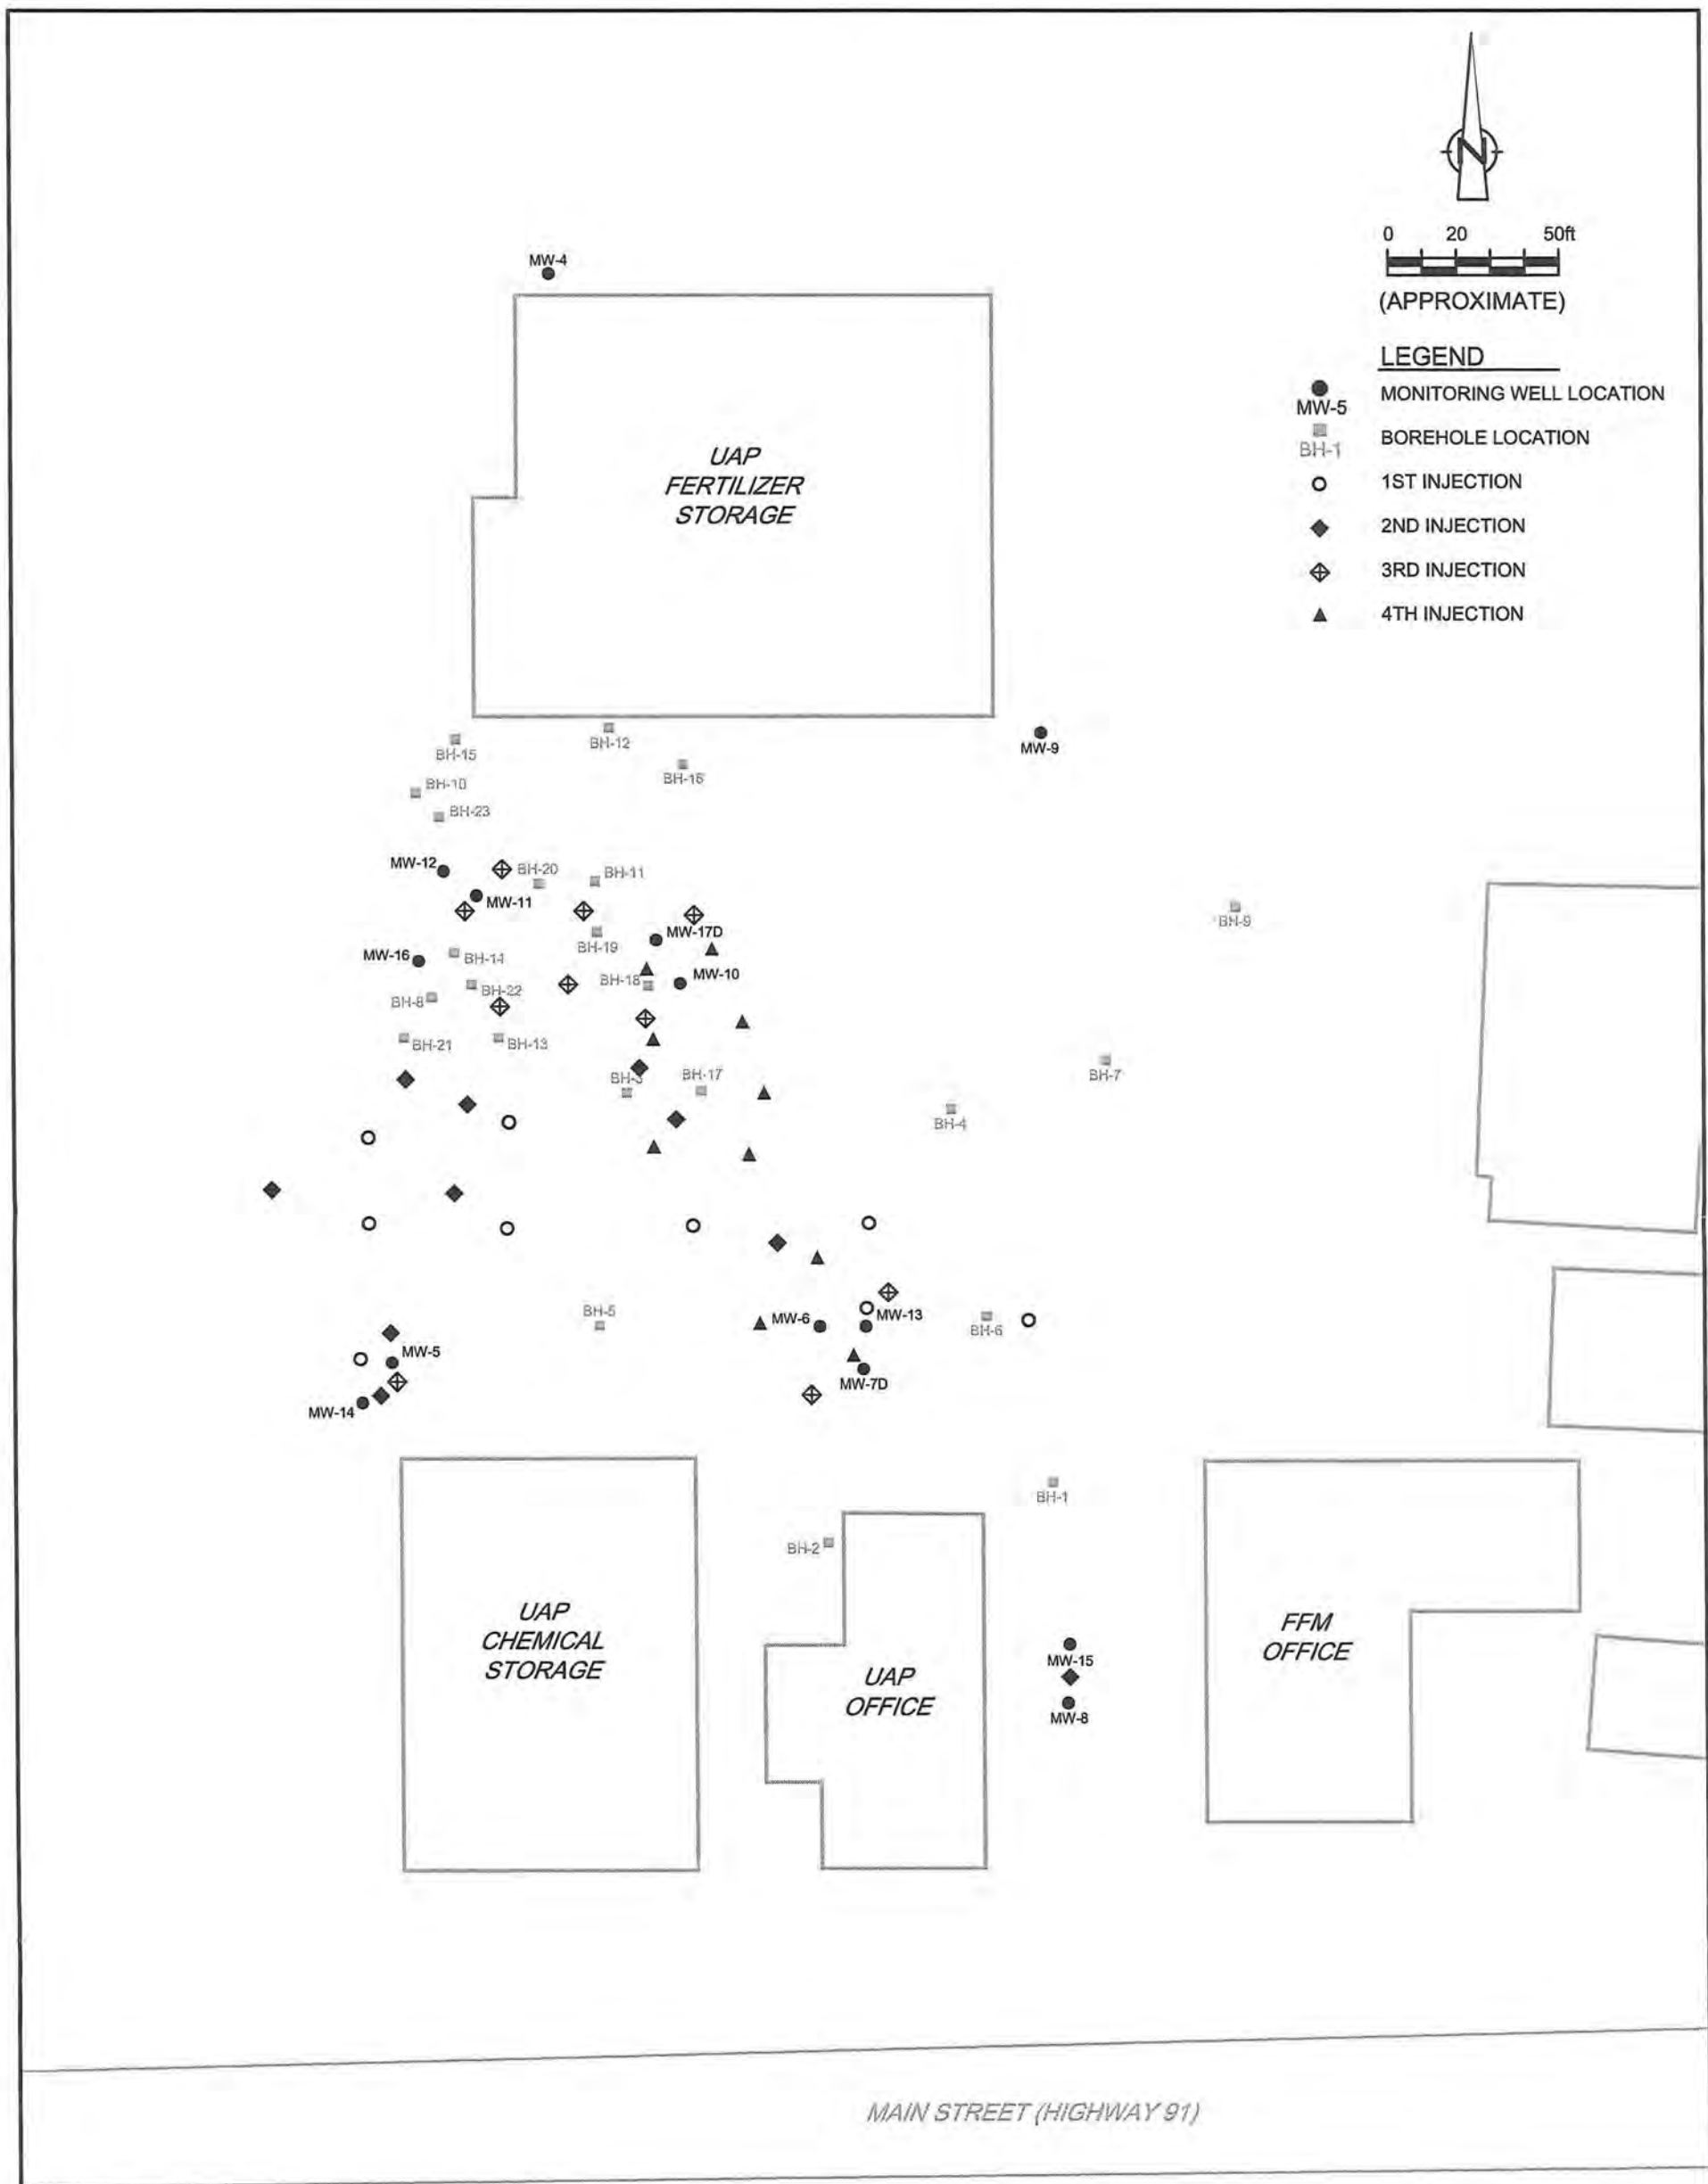 N
0 20 50ft
(APPROXIMATE)
LEGEND
MW-5 MONITORING WELL LOCATION
BH-1 BOREHOLE LOCATION
1ST INJECTION
2ND INJECTION
3RD INJECTION
4TH INJECTION
MW-4
UAP
FERTILIZER
STORAGE
BH-15
BH-12
BH-16
MW-9
BH-10
BH-23
MW-12
BH-20
BH-11
MW-11
BH-9
MW-17D
BH-19
MW-16
BH-14
MW-10
BH-18
BH-22
BH-8
BH-21
BH-13
BH-3
BH-17
BH-7
BH-4
BH-5
MW-6
MW-13
BH-6
MW-5
MW-7D
MW-14
BH-1
BH-2
UAP
CHEMICAL
STORAGE
UAP
OFFICE
MW-15
MW-8
FFM
OFFICE
MAIN STREET (HIGHWAY 91)